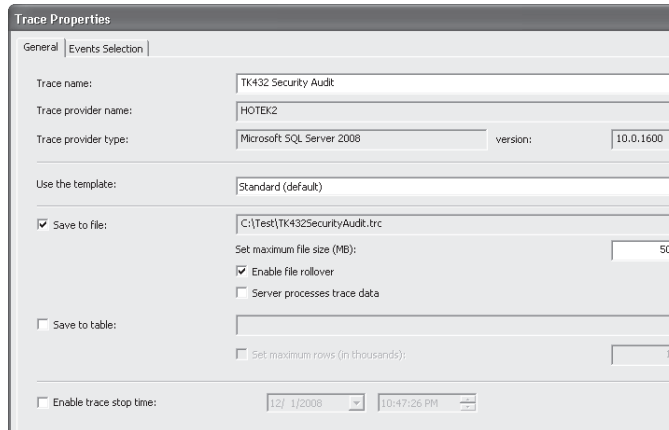 Trace Properties
General Events Selection
Trace name: TK432 Security Audit
Trace provider name: HOTEK2
Trace provider type: Microsoft SQL Server 2008 version: 10.0.1600
Use the template: Standard (default)
Save to file: C:\Test\TK432SecurityAudit.trc
Set maximum file size (MB): 50
Enable file rollover
Server processes trace data
Save to table:
Set maximum rows (in thousands): 1
Enable trace stop time: 12/ 1/2008 10:47:26 PM